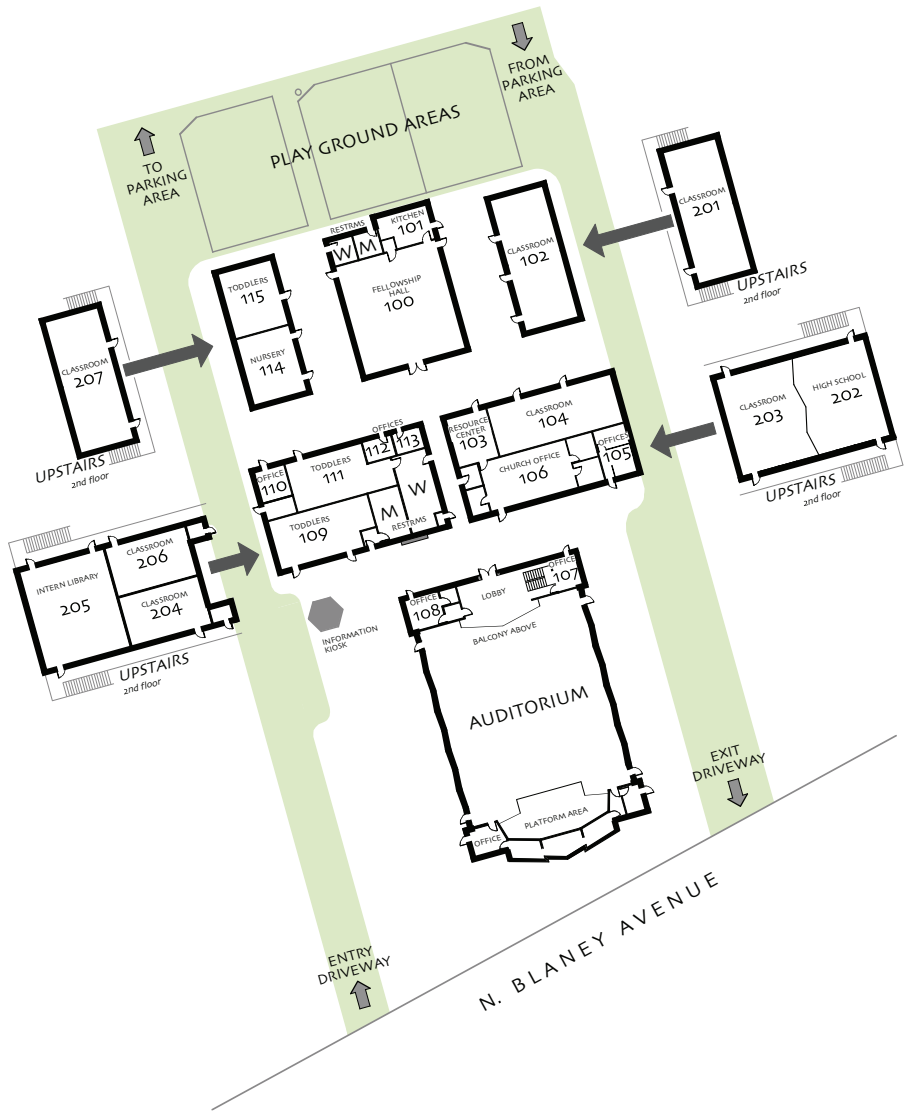 FROM
PARKING
AREA
TO
PARKING
AREA
PLAY GROUND AREAS
CLASSROOM
201
UPSTAIRS
2nd floor
RESTRMS
W M
KITCHEN
101
CLASSROOM
102
FELLOWSHIP
HALL
100
TODDLERS
115
NURSERY
114
CLASSROOM
207
UPSTAIRS
2nd floor
CLASSROOM
203
HIGH SCHOOL
202
UPSTAIRS
2nd floor
RESOURCE
CENTER
103
CLASSROOM
104
CHURCH OFFICE
106
OFFICES
105
OFFICES
112 113
OFFICE
110
TODDLERS
111
TODDLERS
109
M
W
RESTRMS
INTERN LIBRARY
205
CLASSROOM
206
CLASSROOM
204
UPSTAIRS
2nd floor
INFORMATION
KIOSK
OFFICE
108
LOBBY
OFFICE
107
BALCONY ABOVE
AUDITORIUM
PLATFORM AREA
OFFICE
EXIT
DRIVEWAY
ENTRY
DRIVEWAY
N. BLANEY AVENUE